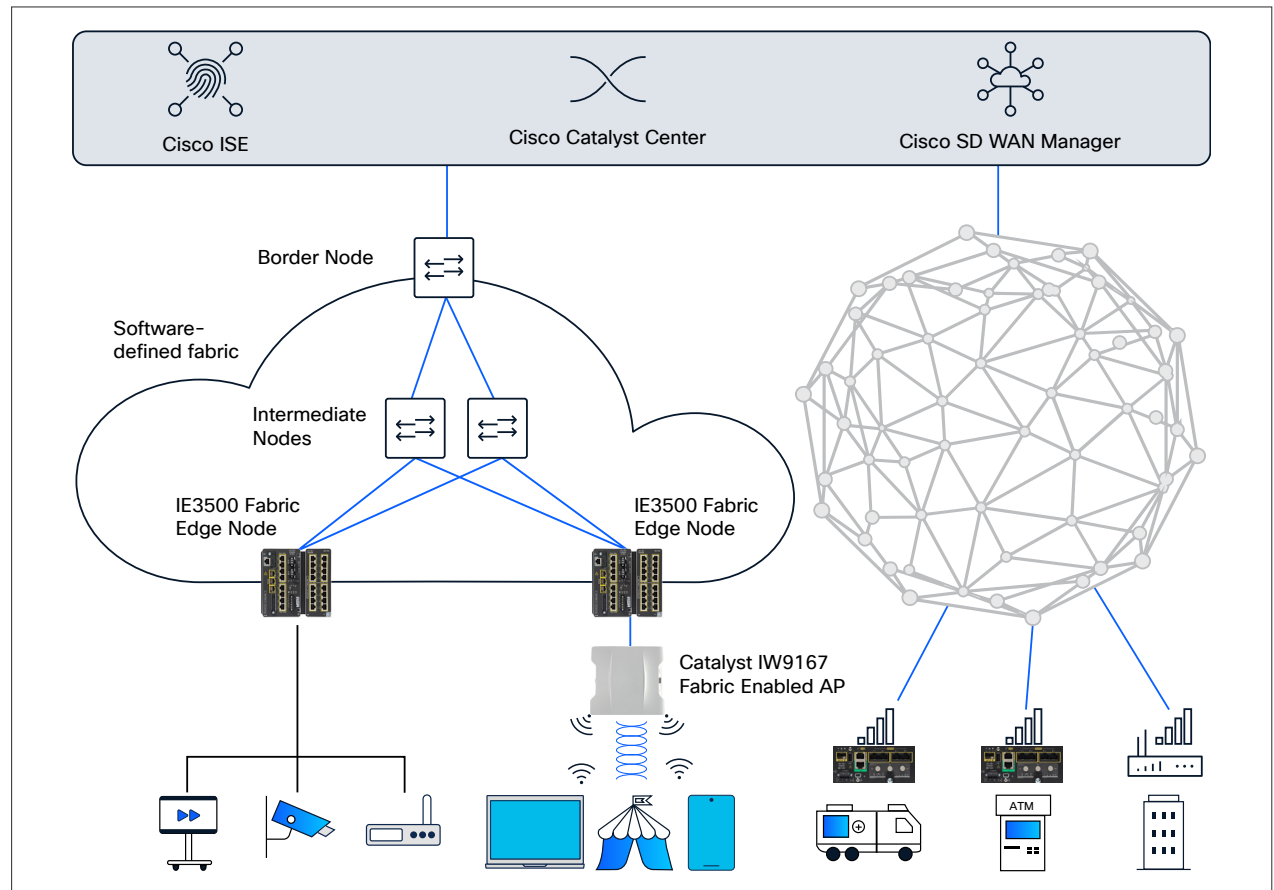 Cisco ISE
Cisco Catalyst Center
Cisco SD WAN Manager
Border Node
Software-
defined fabric
Intermediate
Nodes
IE3500 Fabric
Edge Node
IE3500 Fabric
Edge Node
Catalyst IW9167
Fabric Enabled AP
ATM